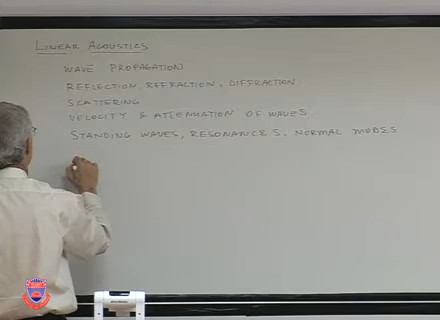 LINEAR ACOUSTICS
WAVE PROPAGATION
REFLECTION, REFRACTION, DIFFRACTION
SCATTERING
VELOCITY & ATTENUATION OF WAVES
STANDING WAVES, RESONANCES, NORMAL MODES